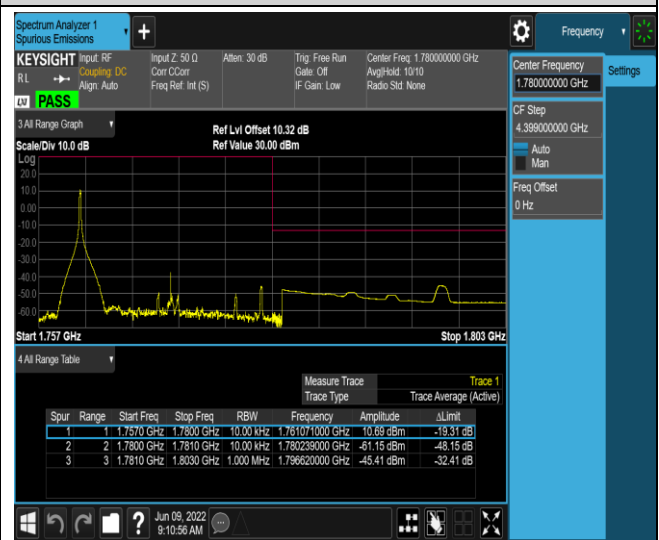 Spectrum Analyzer 1
Spurious Emissions
Frequency
KEYSIGHT Input: RF Input Z: 50 Ω Atten: 30 dB Trig: Free Run Center Freq: 1.780000000 GHz
RL Coupling: DC Corr CCorr Gate: Off Avg|Hold: 10/10
Align: Auto Freq Ref: Int (S) IF Gain: Low Radio Std: None
LXI PASS
Center Frequency
1.780000000 GHz
Settings
CF Step
4.399000000 GHz
Auto
Man
Freq Offset
0 Hz
3 All Range Graph
Ref Lvl Offset 10.32 dB
Scale/Div 10.0 dB Ref Value 30.00 dBm
Log
20.0
10.0
0.00
-10.0
-20.0
-30.0
-40.0
-50.0
-60.0
Start 1.757 GHz Stop 1.803 GHz
4 All Range Table
Measure Trace Trace 1
Trace Type Trace Average (Active)
Spur Range Start Freq Stop Freq RBW Frequency Amplitude ΔLimit
1 1 1.7570 GHz 1.7800 GHz 10.00 kHz 1.761071000 GHz 10.69 dBm -19.31 dB
2 2 1.7800 GHz 1.7810 GHz 10.00 kHz 1.780239000 GHz -61.15 dBm -48.15 dB
3 3 1.7810 GHz 1.8030 GHz 1.000 MHz 1.796620000 GHz -45.41 dBm -32.41 dB
Jun 09, 2022
9:10:56 AM